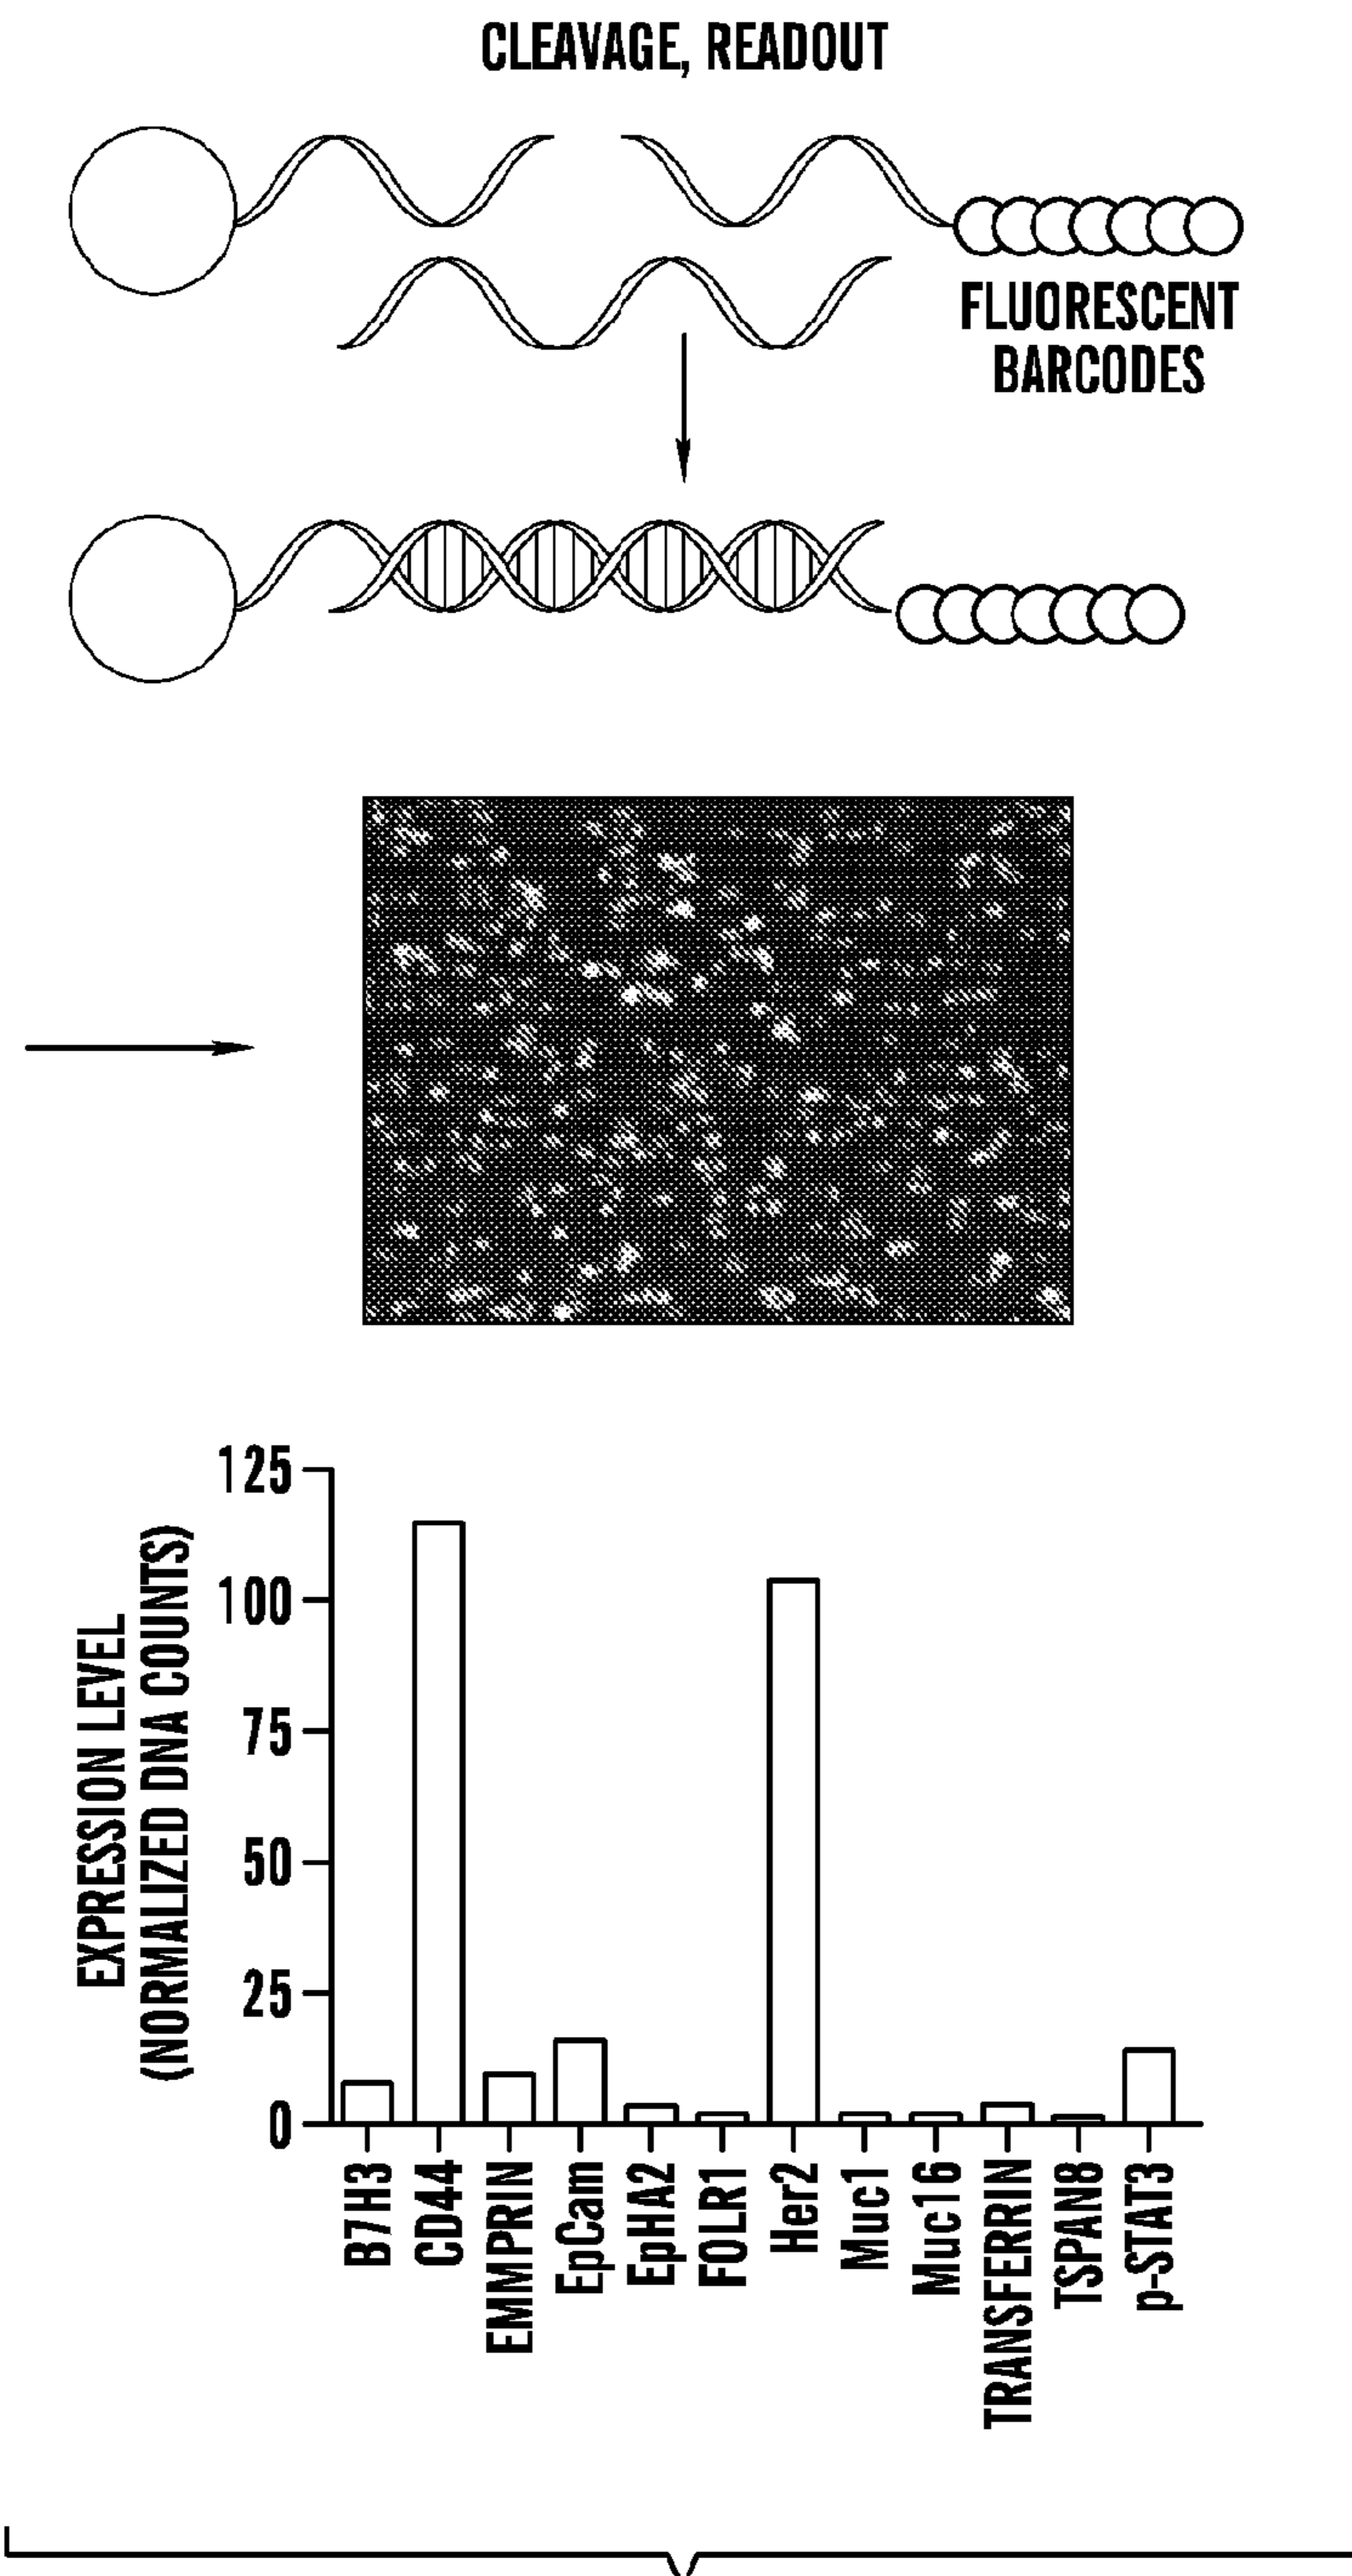 CLEAVAGE, READOUT
FLUORESCENT
BARCODES
EXPRESSION LEVEL
(NORMALIZED DNA COUNTS)
125
100
75
50
25
0
B7H3
CD44
EMMPRIN
EpCam
EpHA2
FOLR1
Her2
Muc1
Muc16
TRANSFERRIN
TSPAN8
p-STAT3